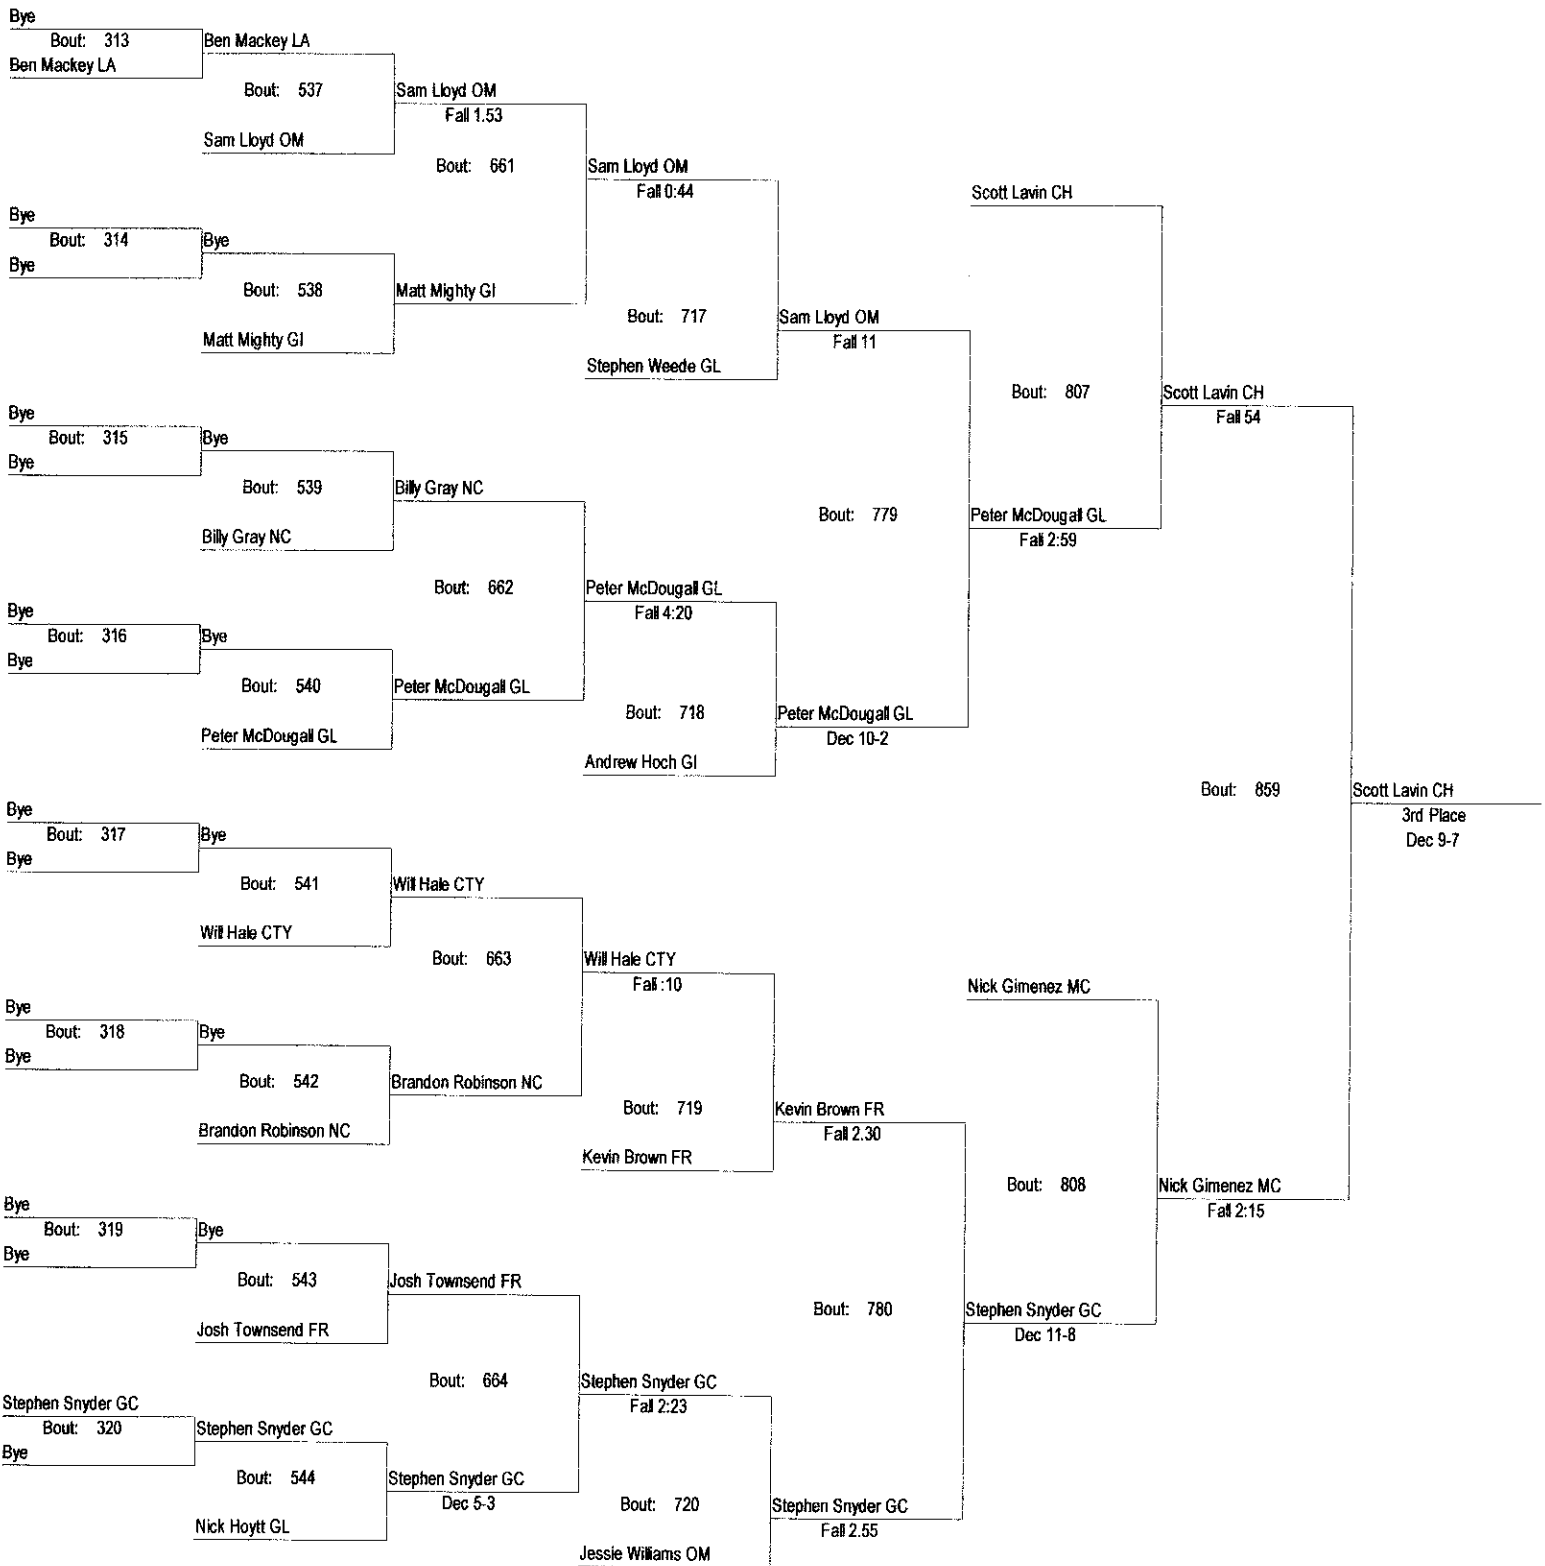 Bye
Bout: 313
Ben Mackey LA
Ben Mackey LA
Bout: 537
Sam Lloyd OM
Sam Lloyd OM
Fall 1.53
Bout: 661
Sam Lloyd OM
Fall 0:44
Scott Lavin CH
Bye
Bout: 314
Bye
Bye
Bout: 538
Matt Mighty GI
Matt Mighty GI
Bout: 717
Sam Lloyd OM
Fall 11
Stephen Weede GL
Bout: 807
Scott Lavin CH
Fall 54
Bye
Bout: 315
Bye
Bye
Bout: 539
Billy Gray NC
Billy Gray NC
Bout: 779
Peter McDougall GL
Fall 2:59
Bout: 662
Peter McDougall GL
Fall 4:20
Bye
Bout: 316
Bye
Bye
Bout: 540
Peter McDougall GL
Peter McDougall GL
Bout: 718
Peter McDougall GL
Dec 10-2
Andrew Hoch GI
Bout: 859
Scott Lavin CH
3rd Place
Dec 9-7
Bye
Bout: 317
Bye
Bye
Bout: 541
Will Hale CTY
Will Hale CTY
Bout: 663
Will Hale CTY
Fall :10
Nick Gimenez MC
Bye
Bout: 318
Bye
Bye
Bout: 542
Brandon Robinson NC
Brandon Robinson NC
Bout: 719
Kevin Brown FR
Fall 2.30
Kevin Brown FR
Bout: 808
Nick Gimenez MC
Fall 2:15
Bye
Bout: 319
Bye
Bye
Bout: 543
Josh Townsend FR
Josh Townsend FR
Bout: 780
Stephen Snyder GC
Dec 11-8
Bout: 664
Stephen Snyder GC
Fall 2:23
Stephen Snyder GC
Bout: 320
Stephen Snyder GC
Bye
Bout: 544
Stephen Snyder GC
Dec 5-3
Nick Hoytt GL
Bout: 720
Stephen Snyder GC
Fall 2.55
Jessie Williams OM